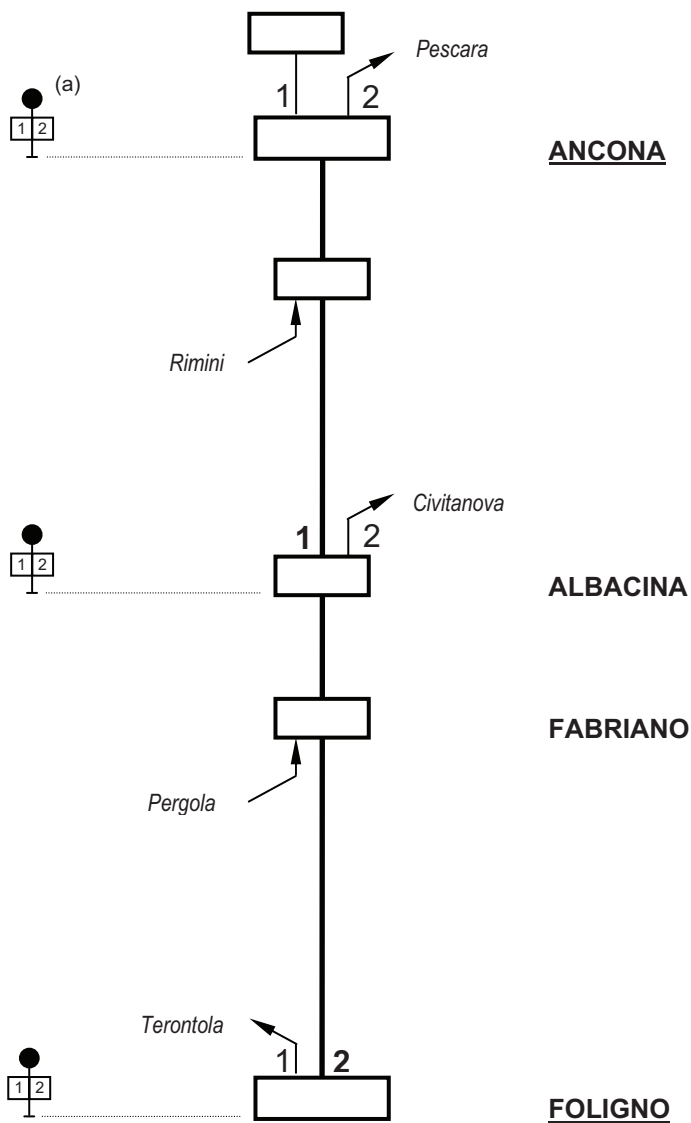 Pescara
(a)
1 2
1 2
ANCONA
Rimini
Civitanova
1 2
1 2
ALBACINA
FABRIANO
Pergola
Terontola
1 2
1 2
FOLIGNO